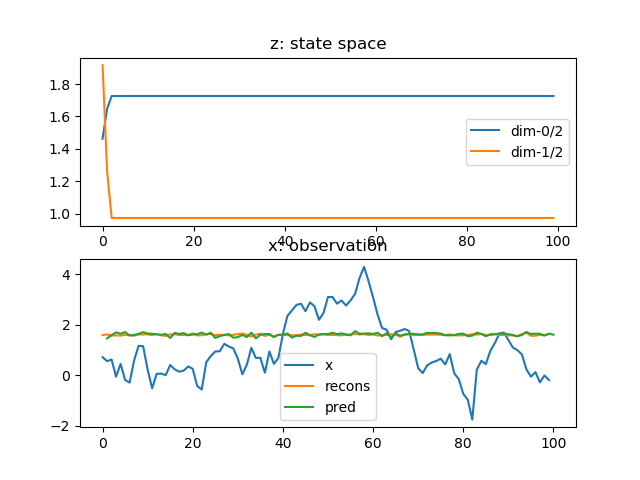 z: state space
1.8
1.6
1.4
1.2
1.0
dim-0/2
dim-1/2
0 20 40 60 80 100
x: observation
4
2
0
−2
x
recons
pred
0 20 40 60 80 100